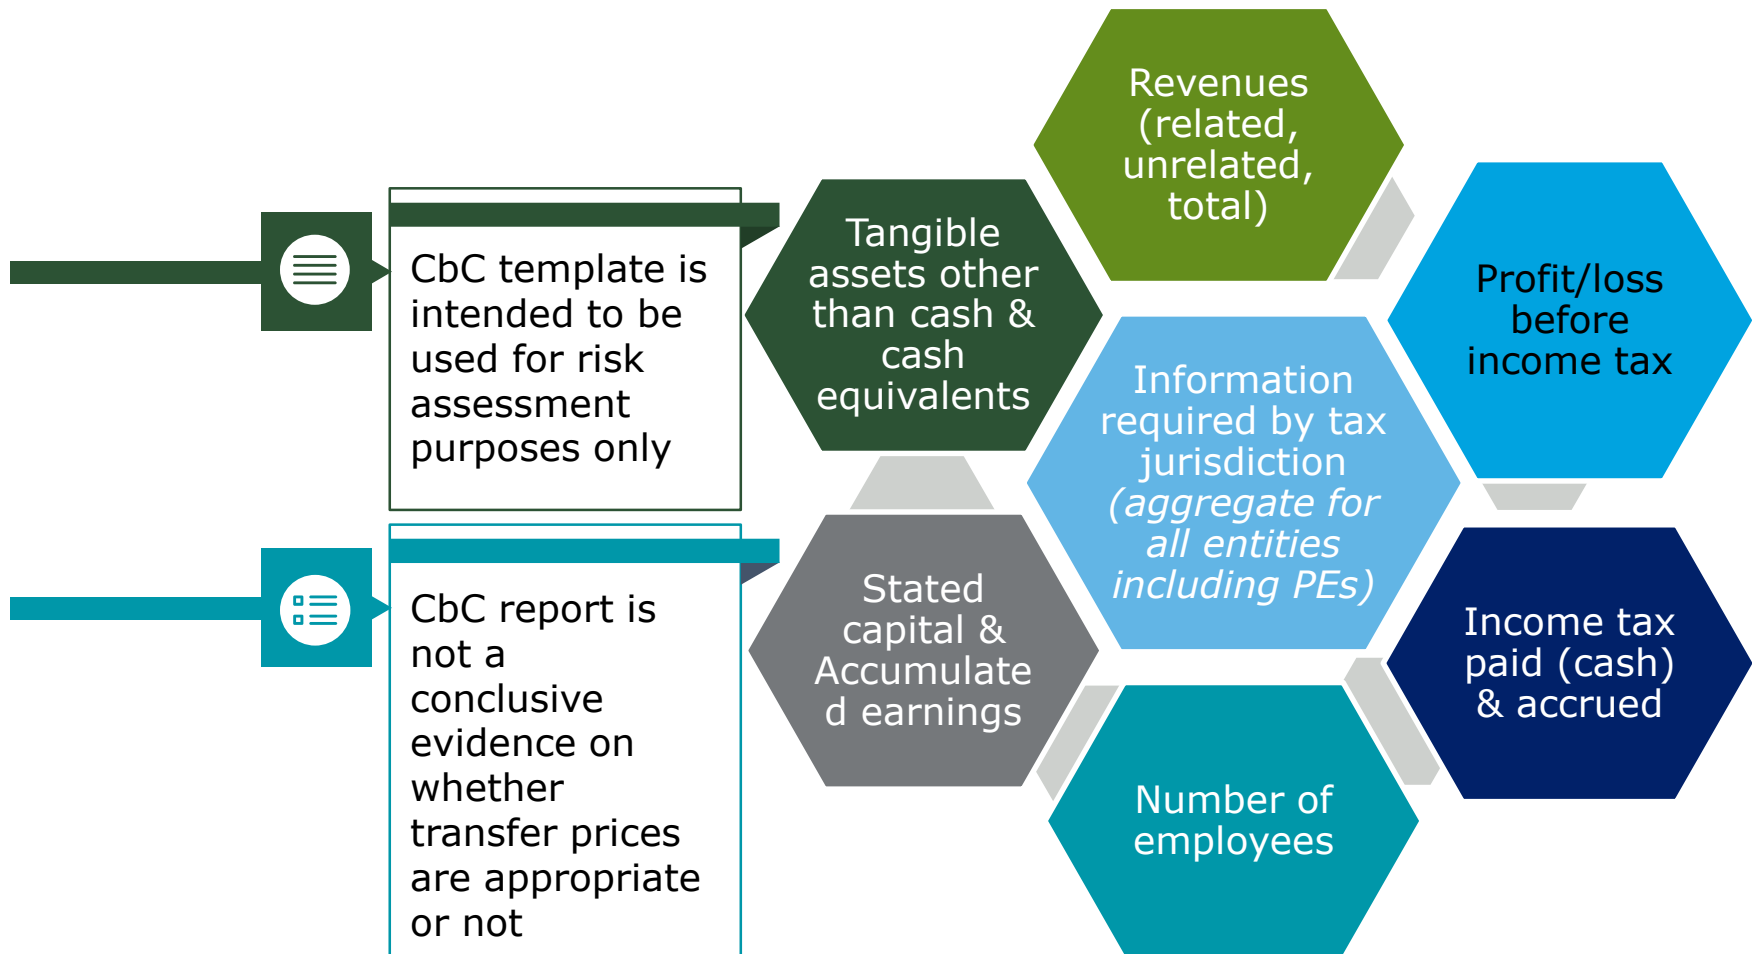 CbC template is
intended to be
used for risk
assessment
purposes only
CbC report is
not a
conclusive
evidence on
whether
transfer prices
are appropriate
or not
Revenues
(related,
unrelated,
total)
Tangible
assets other
than cash &
cash
equivalents
Profit/loss
before
income tax
Information
required by tax
jurisdiction
(aggregate for
all entities
including PEs)
Stated
capital &
Accumulate
d earnings
Income tax
paid (cash)
& accrued
Number of
employees